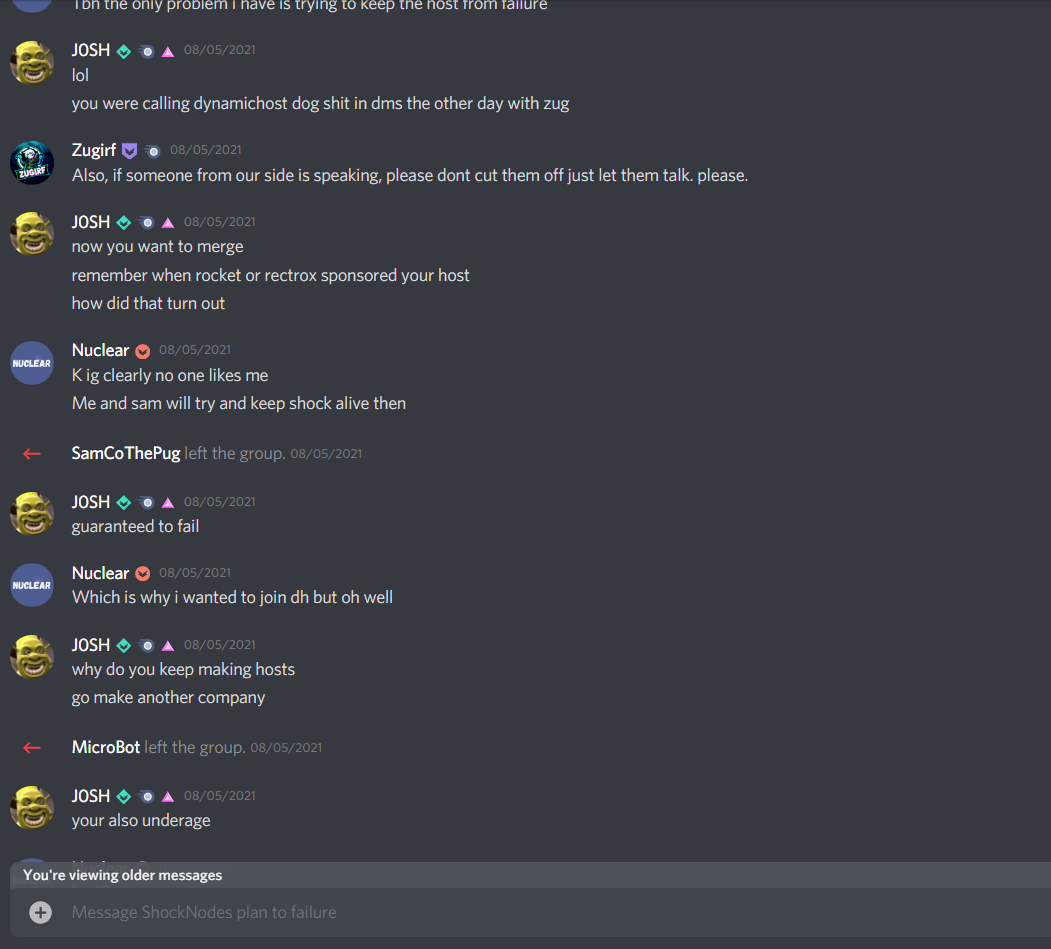 Tbh the only problem I have is trying to keep the host from failure
J0SH 08/05/2021
lol
you were calling dynamichost dog shit in dms the other day with zug
Zugirf 08/05/2021
ZUGIRF
Also, if someone from our side is speaking, please dont cut them off just let them talk. please.
J0SH 08/05/2021
now you want to merge
remember when rocket or rectrox sponsored your host
how did that turn out
Nuclear 08/05/2021
NUCLEAR
K ig clearly no one likes me
Me and sam will try and keep shock alive then
SamCoThePug left the group. 08/05/2021
J0SH 08/05/2021
guaranteed to fail
Nuclear 08/05/2021
NUCLEAR
Which is why i wanted to join dh but oh well
J0SH 08/05/2021
why do you keep making hosts
go make another company
MicroBot left the group. 08/05/2021
J0SH 08/05/2021
your also underage
Nuclear
You're viewing older messages
Message ShockNodes plan to failure